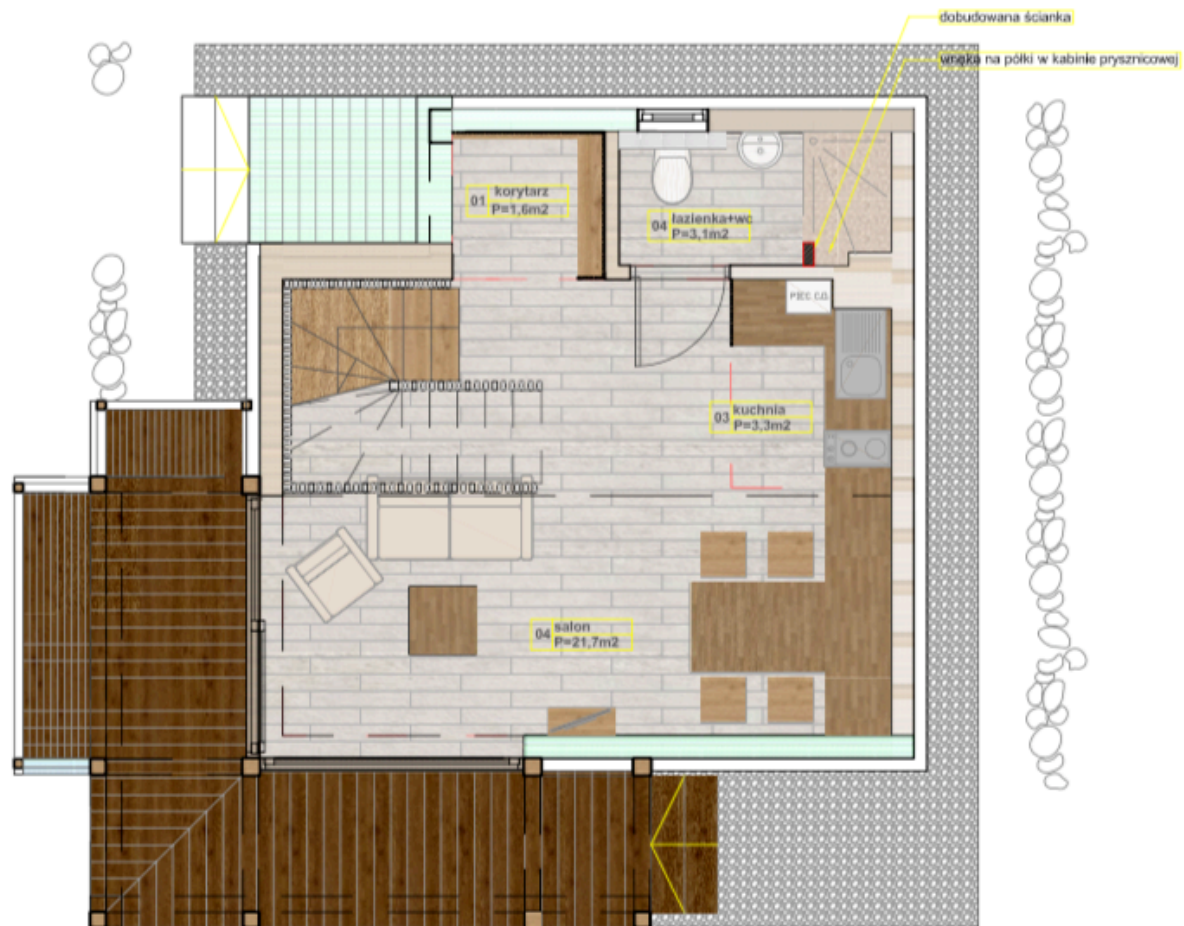 dobudowana ścianka
wnęka na półki w kabinie prysznicowej
01 korytarz
P=1,6m2
04 łazienka+wc
P=3,1m2
PIEC C.O.
03 kuchnia
P=3,3m2
04 salon
P=21,7m2